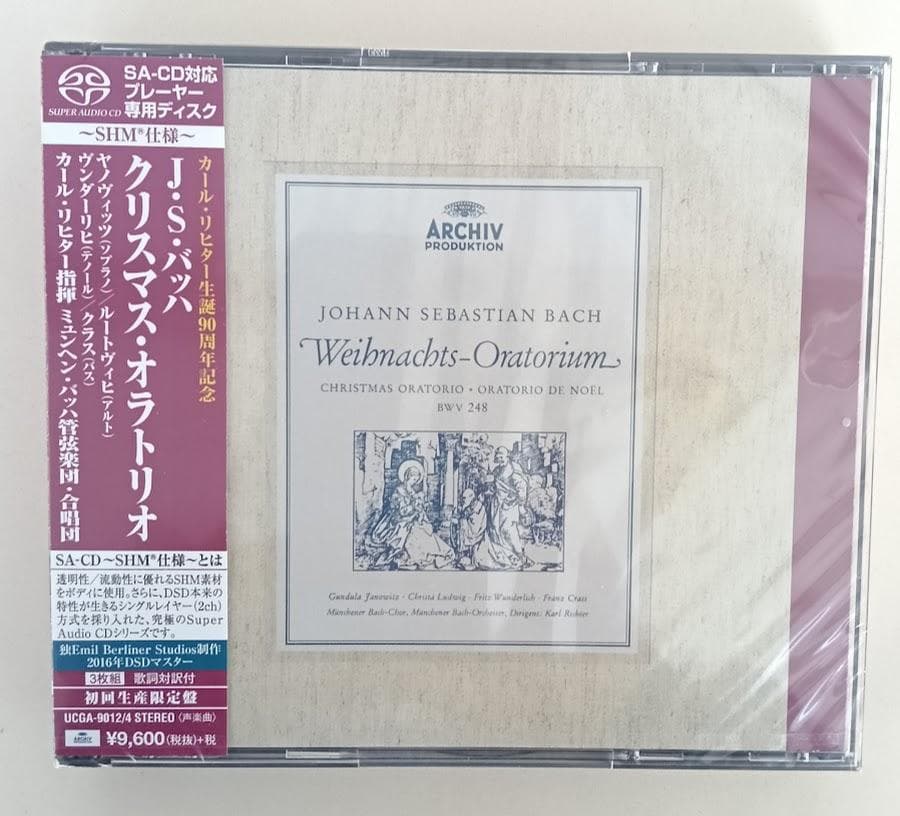 SUPER AUDIO CD
SA-CD対応
プレーヤー
専用ディスク
~SHM®仕様~
カール・リヒター生誕90周年記念
J・S・バッハ
クリスマス・オラトリオ
ヤノヴィッツ(ソプラノ)/ルートヴィヒ(アルト)
ヴンダーリヒ(テノール)/クラス(バス)
カール・リヒター指揮 ミュンヘン・バッハ管弦楽団・合唱団
SA-CD~SHM®仕様~とは
透明性/流動性に優れるSHM素材
をボディに使用。さらに、DSD本来の
特性が生きるシングルレイヤー(2ch)
方式を採り入れた、究極のSuper
Audio CDシリーズです。
独Emil Berliner Studios制作
2016年DSDマスター
3枚組 歌詞対訳付
初回生産限定盤
UCGA-9012/4 STEREO〈声楽曲〉
ARCHIV
PRODUKTION
¥9,600(税抜)+税
ARCHIV
PRODUKTION
JOHANN SEBASTIAN BACH
Weihnachts-Oratorium
CHRISTMAS ORATORIO • ORATORIO DE NOËL
BWV 248
Gundula Janowitz · Christa Ludwig · Fritz Wunderlich · Franz Crass
Münchener Bach-Chor, Münchener Bach-Orchester, Dirigent: Karl Richter